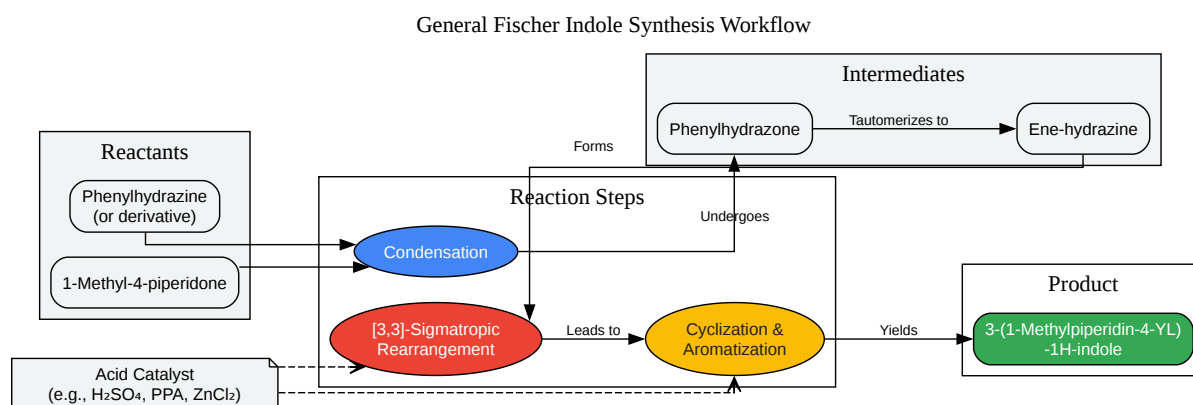 General Fischer Indole Synthesis Workflow
Intermediates
Phenylhydrazone
Tautomerizes to
Ene-hydrazine
Reactants
Phenylhydrazine
(or derivative)
1-Methyl-4-piperidone
Forms
Reaction Steps
Undergoes
Condensation
[3,3]-Sigmatropic
Rearrangement
Leads to
Cyclization &
Aromatization
Yields
Product
3-(1-Methylpiperidin-4-YL)
-1H-indole
Acid Catalyst
(e.g., H₂SO₄, PPA, ZnCl₂)